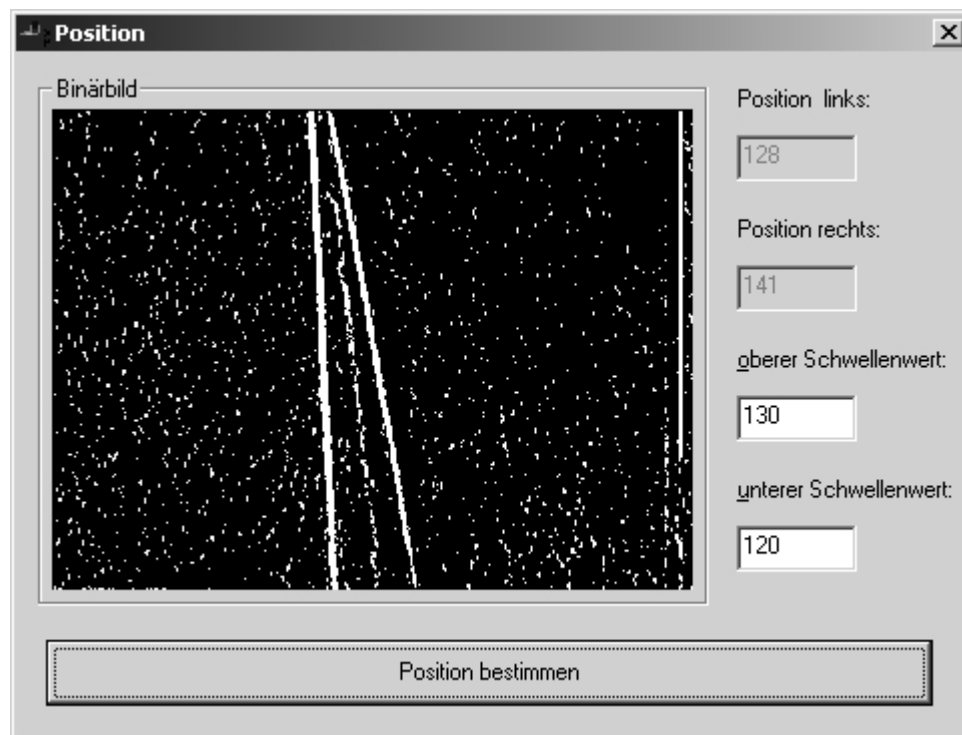 Position
Binärbild
Position links:
128
Position rechts:
141
oberer Schwellenwert:
130
unterer Schwellenwert:
120
Position bestimmen